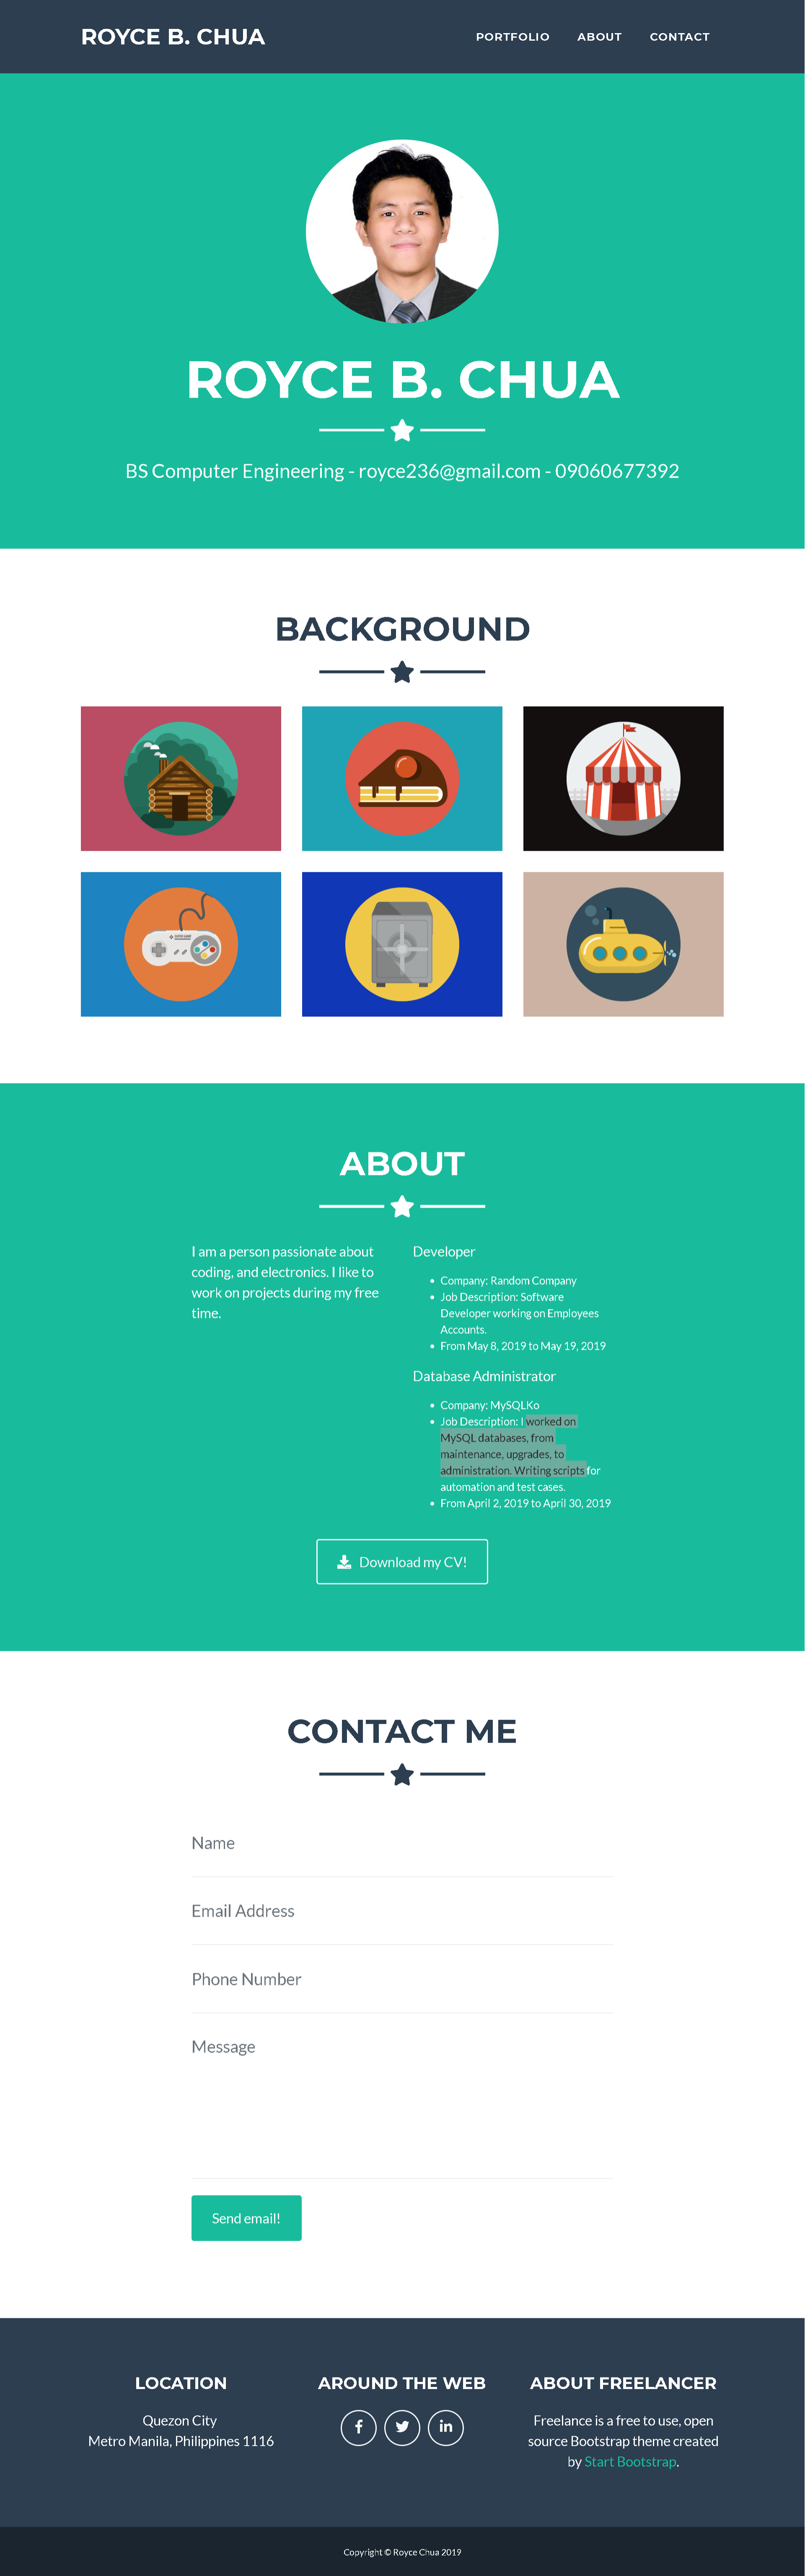 ROYCE B. CHUA
PORTFOLIO
ABOUT
CONTACT
ROYCE B. CHUA
BS Computer Engineering - royce236@gmail.com - 09060677392
BACKGROUND
ABOUT
I am a person passionate about
coding, and electronics. I like to
work on projects during my free
time.
Developer
• Company: Random Company
• Job Description: Software
Developer working on Employees
Accounts.
• From May 8, 2019 to May 19, 2019
Database Administrator
• Company: MySQLKo
• Job Description: I worked on
MySQL databases, from
maintenance, upgrades, to
administration. Writing scripts for
automation and test cases.
• From April 2, 2019 to April 30, 2019
Download my CV!
CONTACT ME
Name
Email Address
Phone Number
Message
Send email!
LOCATION
Quezon City
Metro Manila, Philippines 1116
AROUND THE WEB
ABOUT FREELANCER
Freelance is a free to use, open
source Bootstrap theme created
by Start Bootstrap.
Copyright © Royce Chua 2019